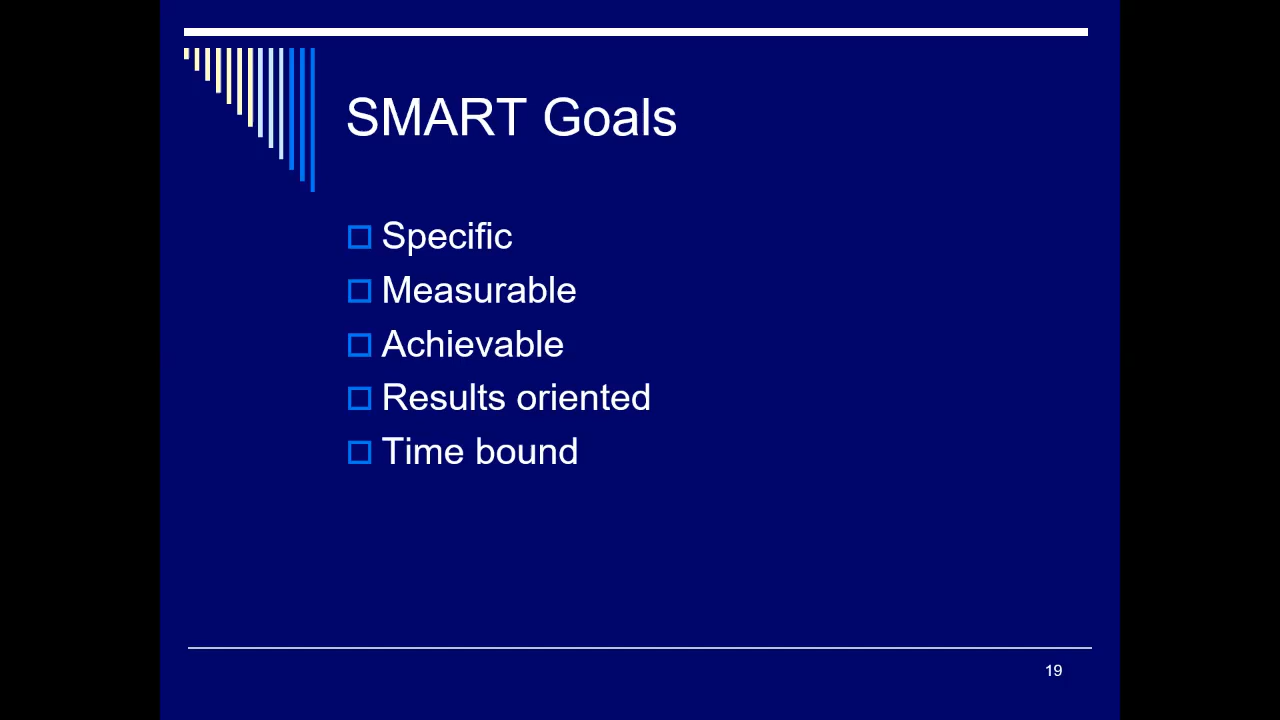 SMART Goals
Specific
Measurable
Achievable
Results oriented
Time bound
19